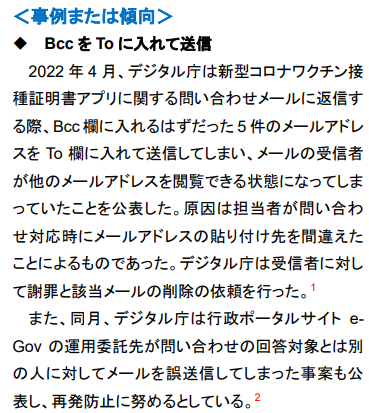 ＜事例または傾向＞
◆ Bcc を To に入れて送信
2022 年 4 月、デジタル庁は新型コロナワクチン接
種証明書アプリに関する問い合わせメールに返信す
る際、Bcc 欄に入れるはずだった 5 件のメールアドレ
スを To 欄に入れて送信してしまい、メールの受信者
が他のメールアドレスを閲覧できる状態になってしま
っていたことを公表した。原因は担当者が問い合わ
せ対応時にメールアドレスの貼り付け先を間違えた
ことによるものであった。デジタル庁は受信者に対し
て謝罪と該当メールの削除の依頼を行った。1
また、同月、デジタル庁は行政ポータルサイト e-
Gov の運用委託先が問い合わせの回答対象とは別
の人に対してメールを誤送信してしまった事案も公
表し、再発防止に努めるとしている。2